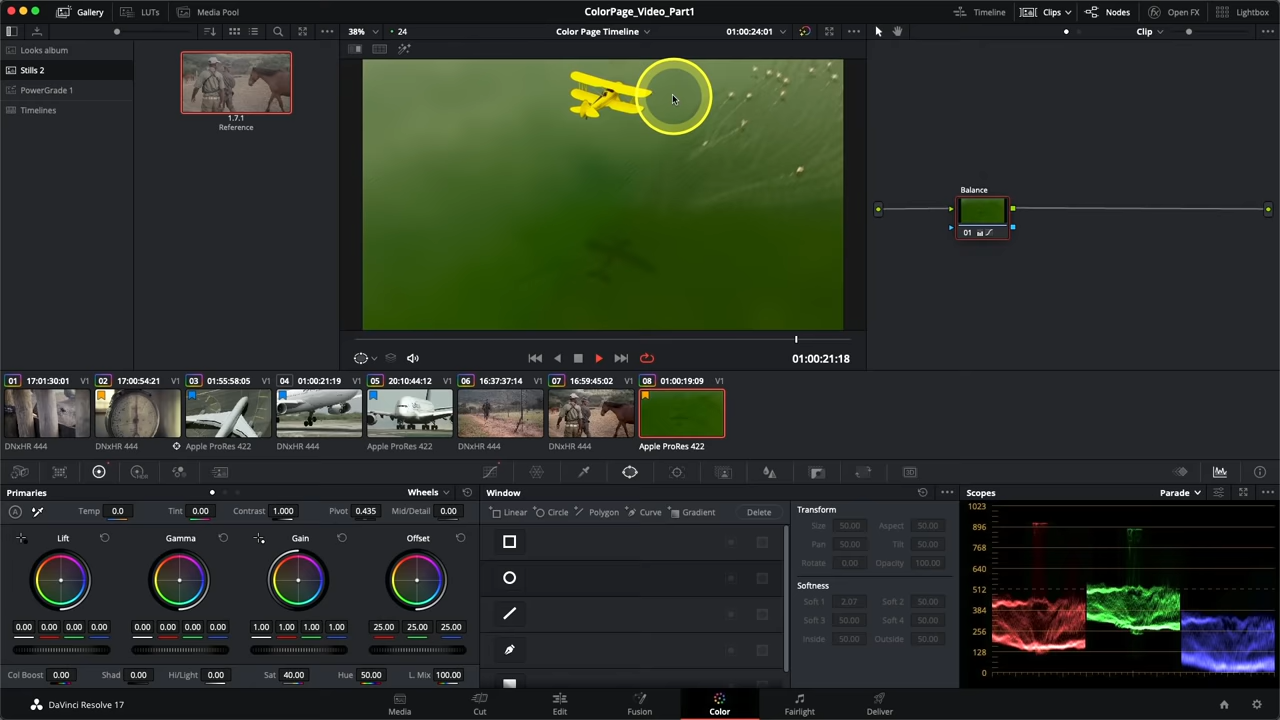 ColorPage_Video_Part1
Gallery LUTs Media Pool Timeline Clips Nodes Open FX Lightbox
38% 24 Color Page Timeline 01:00:24:01 Clip
Looks album
Stills 2
PowerGrade 1
Timelines
1.7.1
Reference
Balance
01
01:00:21:18
01 17:01:30:01 V1 02 17:00:54:21 V1 03 01:55:58:05 V1 04 01:00:21:19 V1 05 20:10:44:12 V1 06 16:37:37:14 V1 07 16:59:45:02 V1 08 01:00:19:09 V1
DNxHR 444 DNxHR 444 Apple ProRes 422 DNxHR 444 Apple ProRes 422 DNxHR 444 DNxHR 444 Apple ProRes 422
Primaries Wheels
Temp 0.0 Tint 0.00 Contrast 1.000 Pivot 0.435 Mid/Detail 0.00
Lift Gamma Gain Offset
0.00 0.00 0.00 0.00 0.00 0.00 0.00 0.00 1.00 1.00 1.00 1.00 25.00 25.00 25.00
Col Boost 0.00 Shad 0.00 Hi/Light 0.00 Sat 40.00 Hue 50.00 L. Mix 100.00
Window
Linear Circle Polygon Curve Gradient Delete
Transform
Size 50.00 Aspect 50.00
Pan 50.00 Tilt 50.00
Rotate 0.00 Opacity 100.00
Softness
Soft 1 2.07 Soft 2 50.00
Soft 3 50.00 Soft 4 50.00
Inside 50.00 Outside 50.00
Scopes Parade
1023
896
768
640
512
384
256
128
0
DaVinci Resolve 17 Media Cut Edit Fusion Color Fairlight Deliver